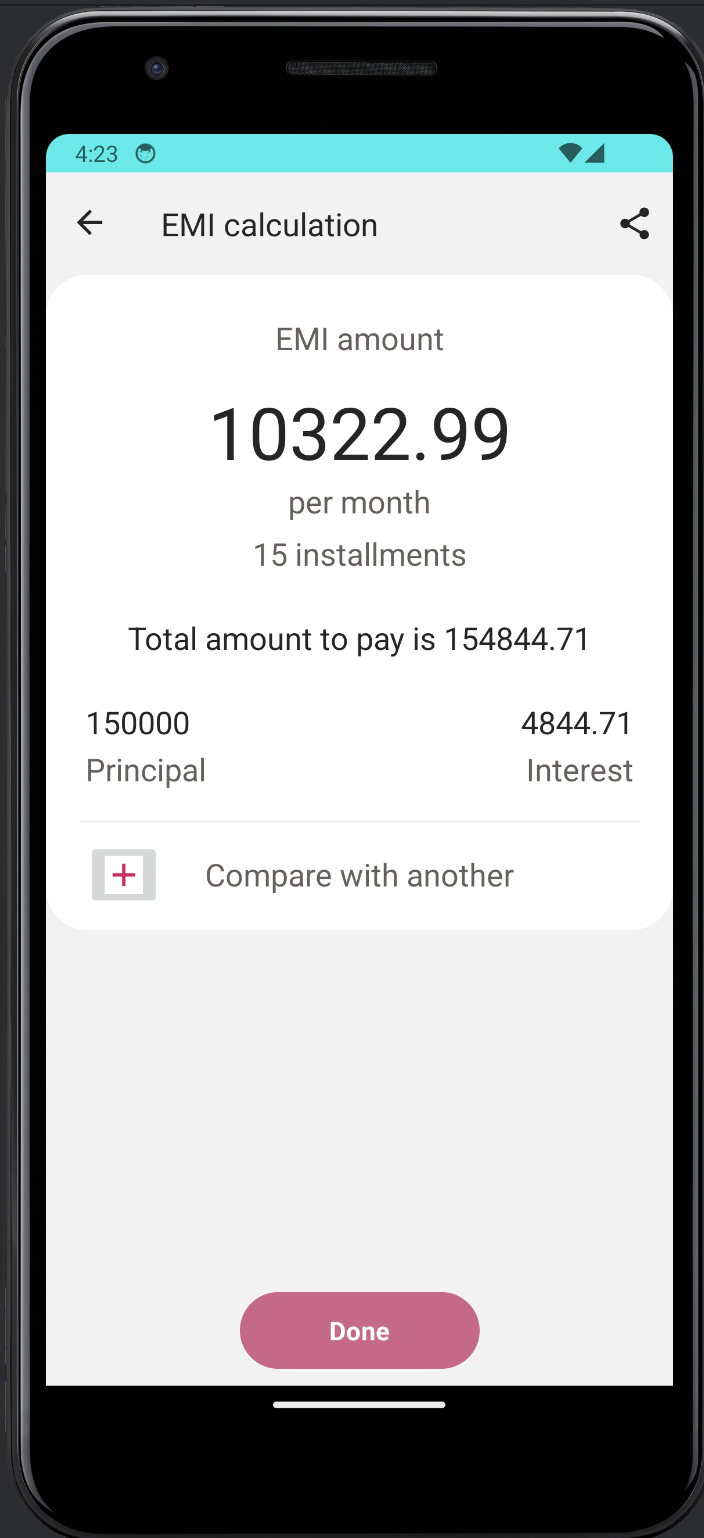 4:23
EMI calculation
EMI amount
10322.99
per month
15 installments
Total amount to pay is 154844.71
150000 4844.71
Principal Interest
+ Compare with another
Done